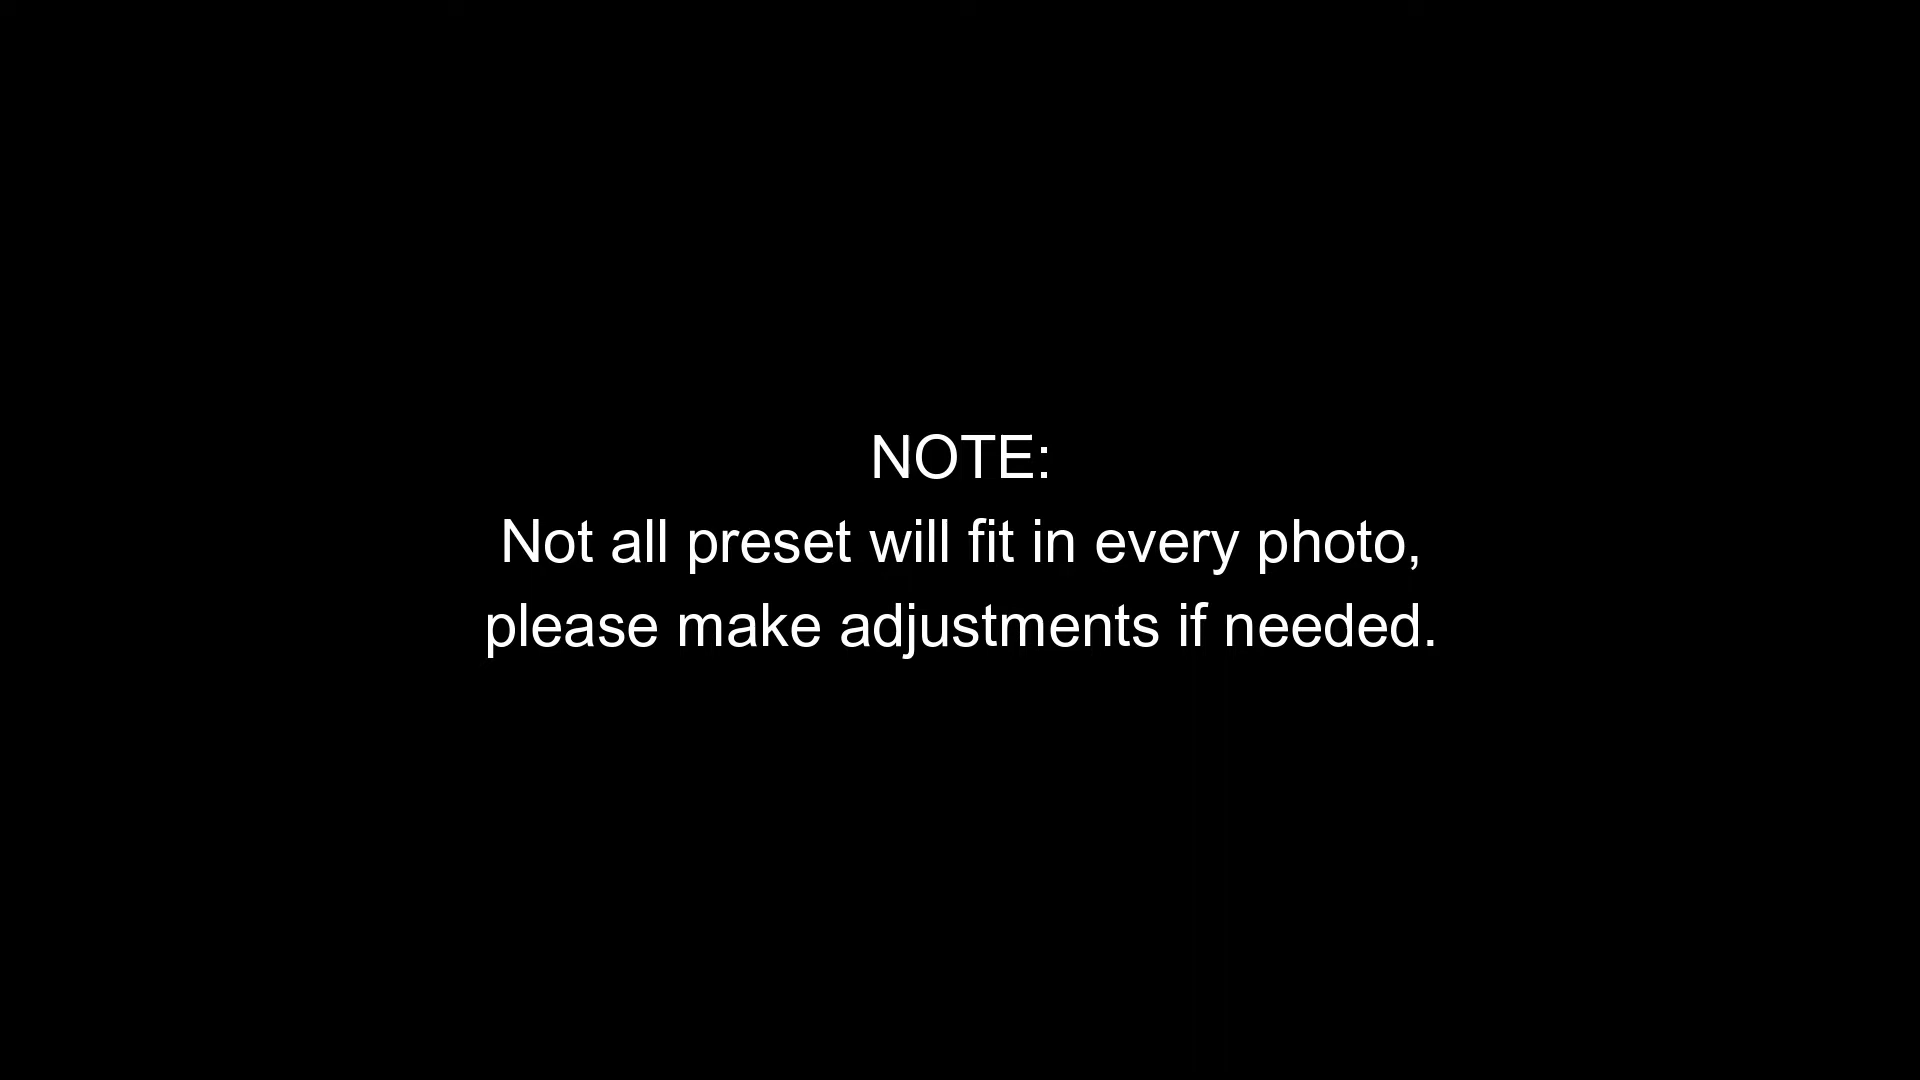 NOTE:
Not all preset will fit in every photo,
please make adjustments if needed.